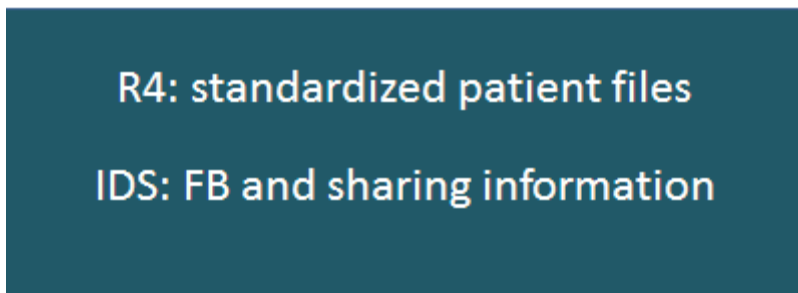 R4: standardized patient files
IDS: FB and sharing information